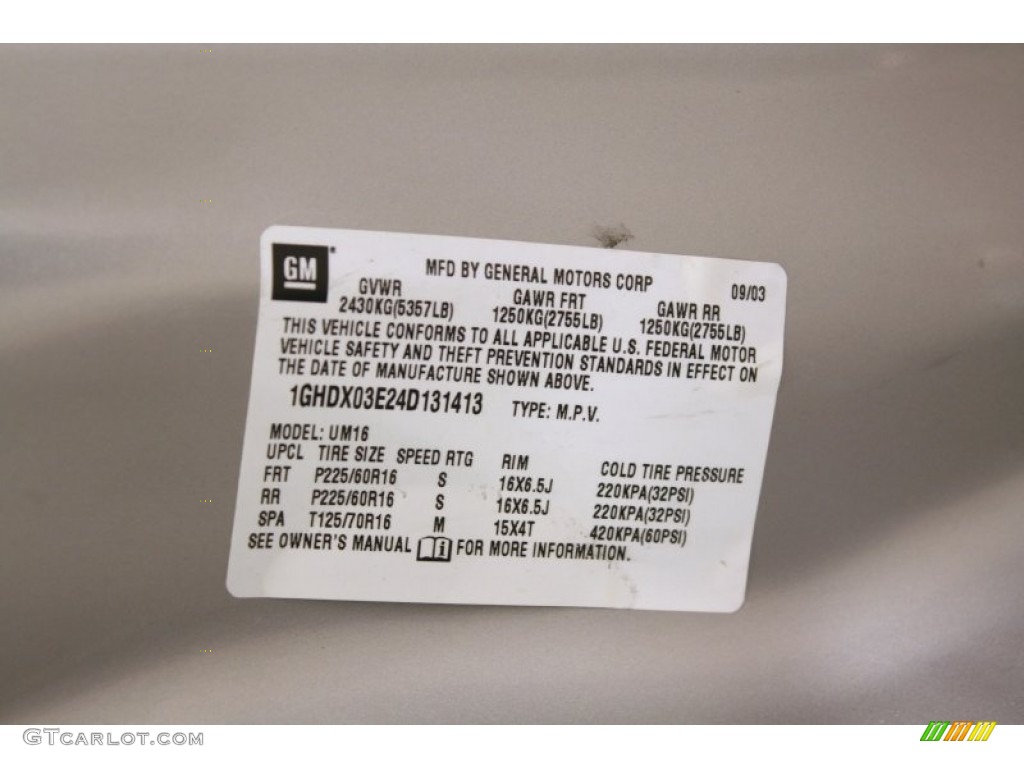 GM
MFD BY GENERAL MOTORS CORP
09/03
GVWR GAWR FRT GAWR RR
2430KG(5357LB) 1250KG(2755LB) 1250KG(2755LB)
THIS VEHICLE CONFORMS TO ALL APPLICABLE U.S. FEDERAL MOTOR
VEHICLE SAFETY AND THEFT PREVENTION STANDARDS IN EFFECT ON
THE DATE OF MANUFACTURE SHOWN ABOVE.
1GHDX03E24D131413 TYPE: M.P.V.
MODEL: UM16
UPCL TIRE SIZE SPEED RTG RIM COLD TIRE PRESSURE
FRT P225/60R16 S 16X6.5J 220KPA(32PSI)
RR P225/60R16 S 16X6.5J 220KPA(32PSI)
SPA T125/70R16 M 15X4T 420KPA(60PSI)
SEE OWNER'S MANUAL i FOR MORE INFORMATION.
GTCARLOT.COM